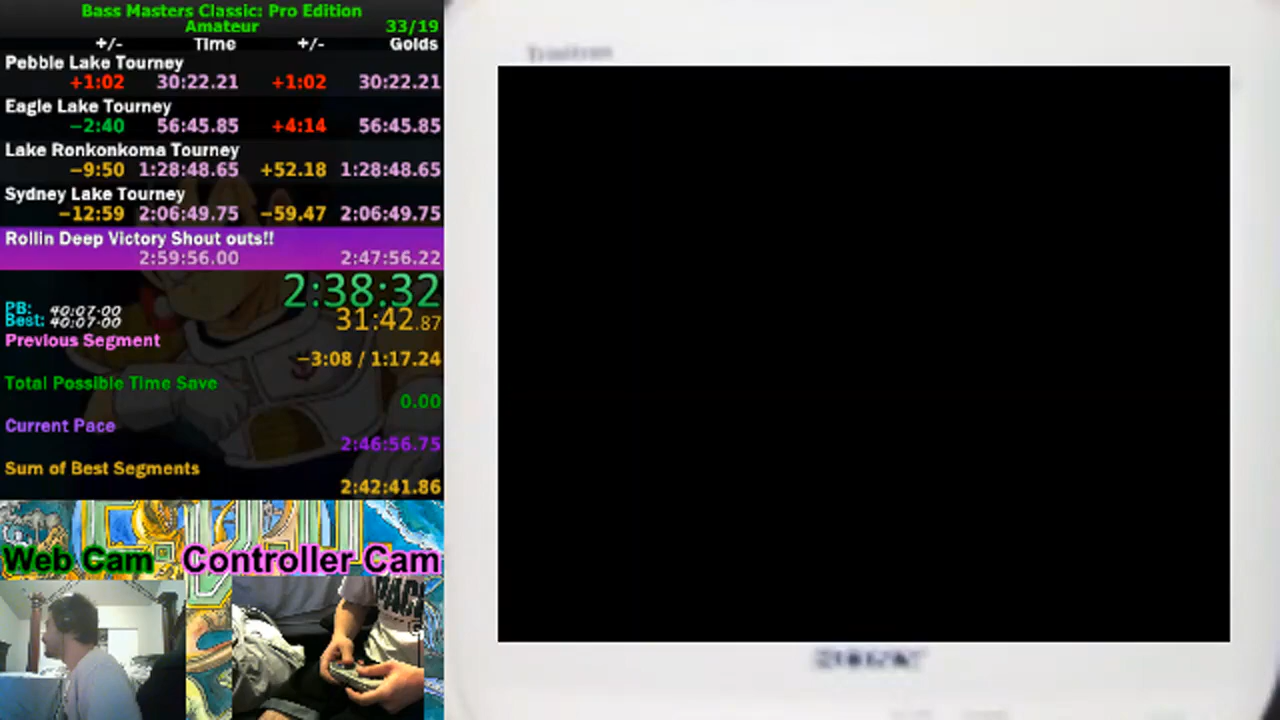 Bass Masters Classic: Pro Edition
Amateur 33/19
+/- Time +/- Golds
Pebble Lake Tourney
+1:02 30:22.21 +1:02 30:22.21
Eagle Lake Tourney
−2:40 56:45.85 +4:14 56:45.85
Lake Ronkonkoma Tourney
−9:50 1:28:48.65 +52.18 1:28:48.65
Sydney Lake Tourney
−12:59 2:06:49.75 −59.47 2:06:49.75
Rollin Deep Victory Shout outs!!
2:59:56.00 2:47:56.22
2:38:32
PB: 40:07.00
Best: 40:07.00
31:42.87
Previous Segment
−3:08 / 1:17.24
Total Possible Time Save
0.00
Current Pace
2:46:56.75
Sum of Best Segments
2:42:41.86
Web Cam Controller Cam